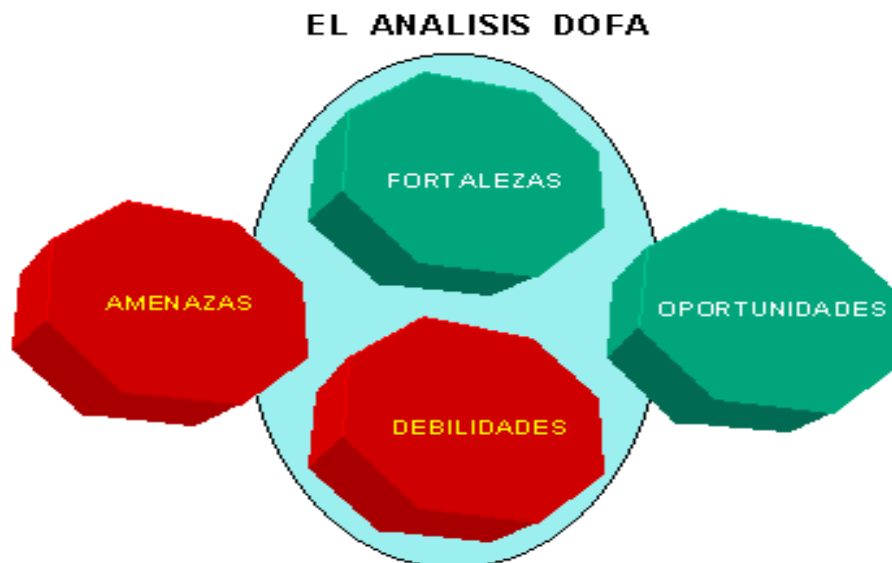 EL ANALISIS DOFA
FORTALEZAS
AMENAZAS
OPORTUNIDADES
DEBILIDADES